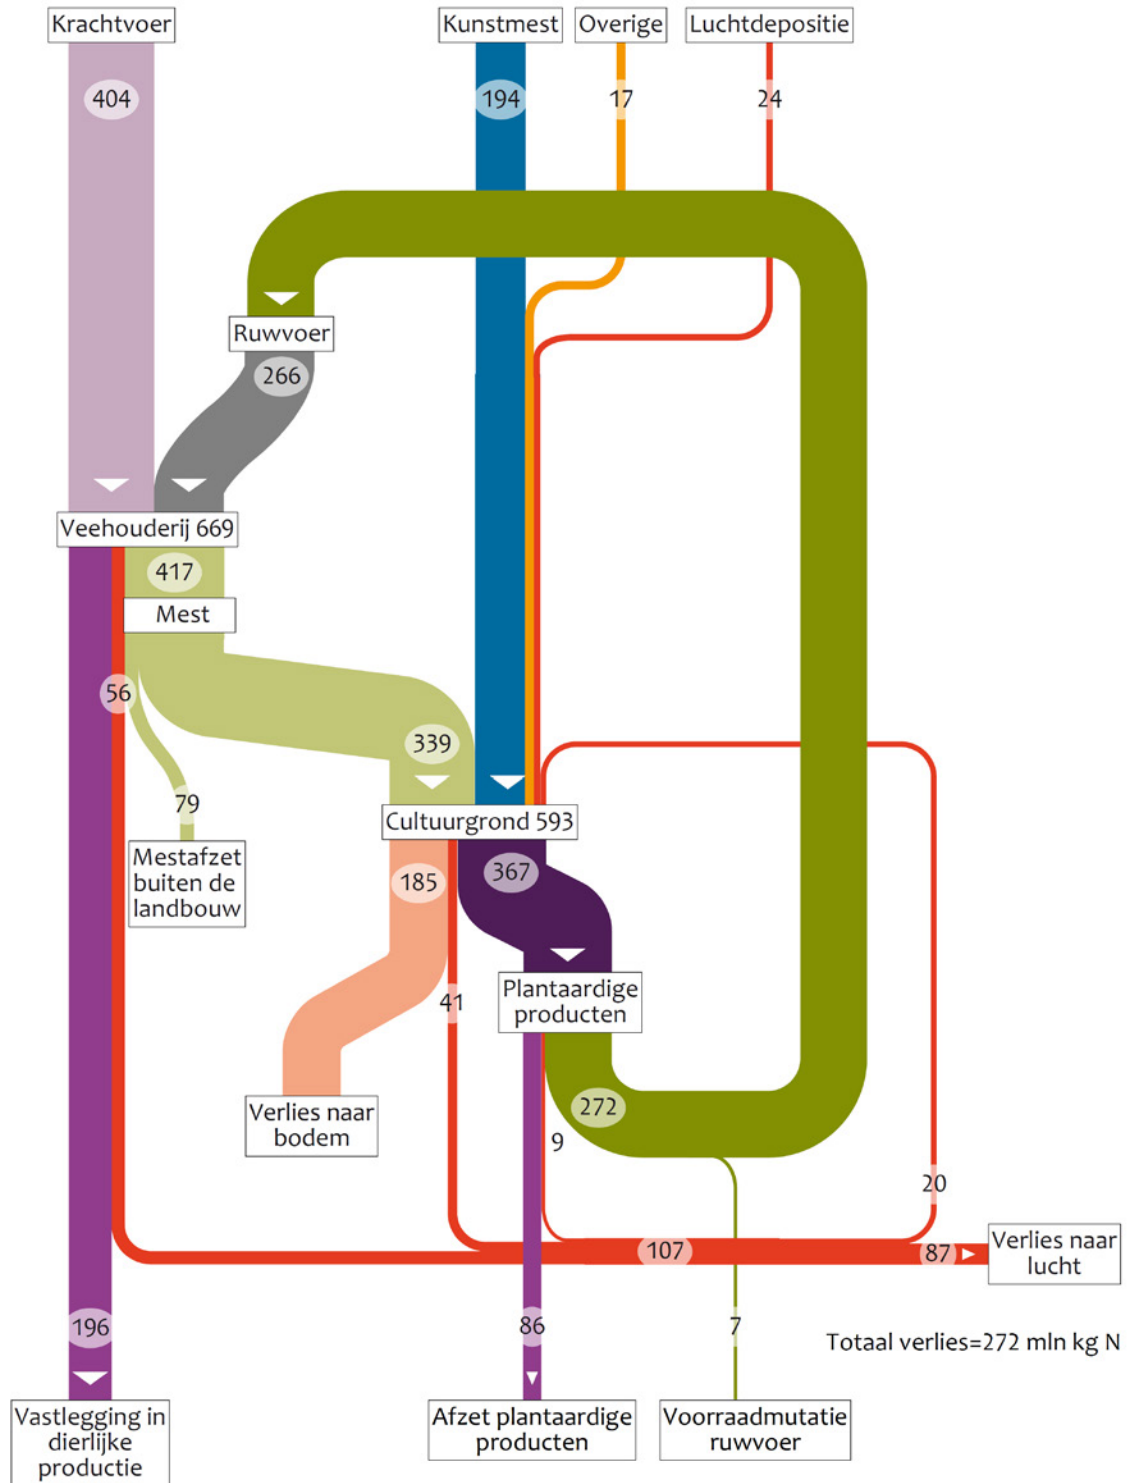 Krachtvoer
Kunstmest
Overige
Luchtdepositie
404
194
17
24
Ruwvoer
266
Veehouderij 669
417
Mest
56
339
79
Cultuurgrond 593
Mestafzet
buiten de
landbouw
185
367
Plantaardige
producten
41
Verlies naar
bodem
272
9
20
107
87
Verlies naar
lucht
196
86
7
Totaal verlies=272 mln kg N
Vastlegging in
dierlijke
productie
Afzet plantaardige
producten
Voorraadmutatie
ruwvoer